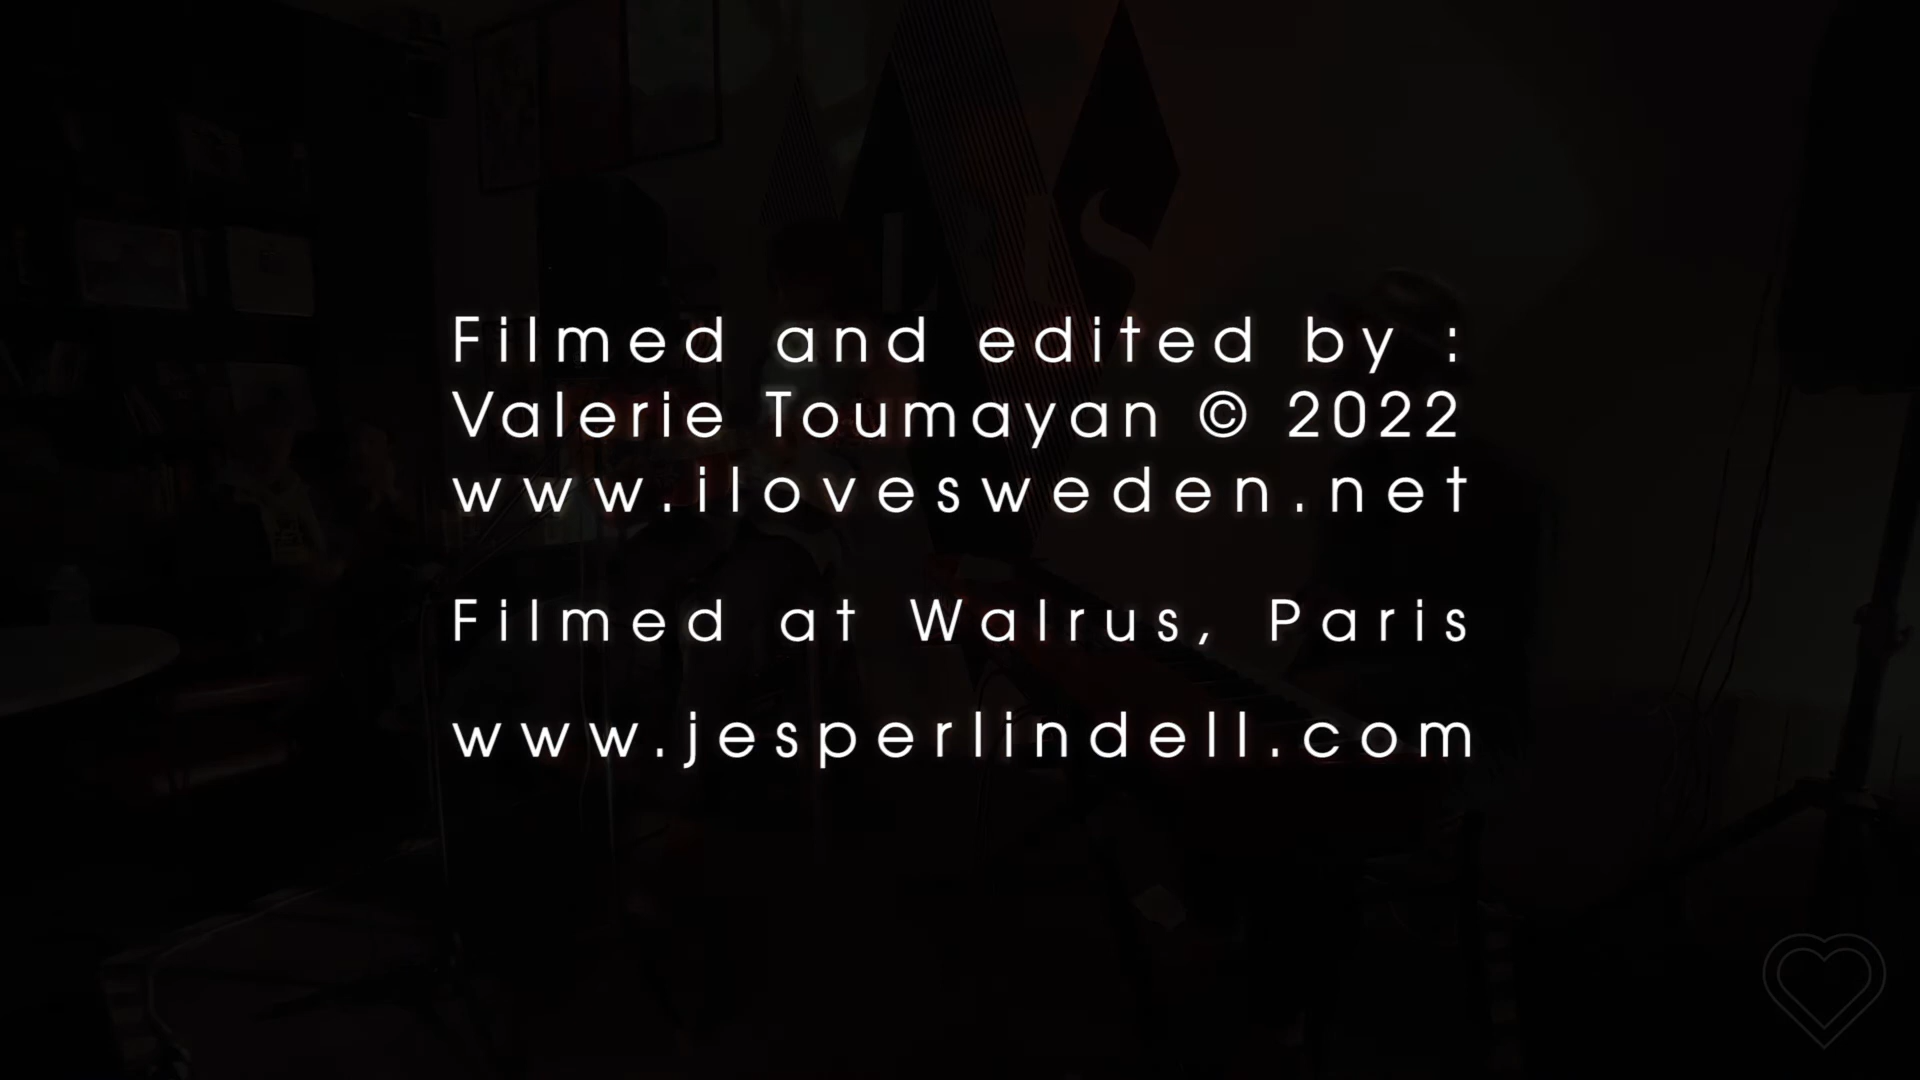 Filmed and edited by :
Valerie Toumayan © 2022
www.ilovesweden.net
Filmed at Walrus, Paris
www.jesperlindell.com